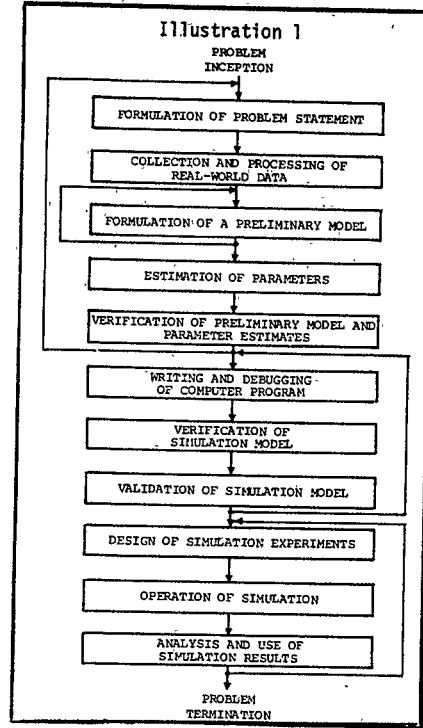 Illustration 1
PROBLEM
INCEPTION
FORMULATION OF PROBLEM STATEMENT
COLLECTION AND PROCESSING OF
REAL-WORLD DATA
FORMULATION OF A PRELIMINARY MODEL
ESTIMATION OF PARAMETERS
VERIFICATION OF PRELIMINARY MODEL AND
PARAMETER ESTIMATES
WRITING AND DEBUGGING
OF COMPUTER PROGRAM
VERIFICATION OF
SIMULATION MODEL
VALIDATION OF SIMULATION MODEL
DESIGN OF SIMULATION EXPERIMENTS
OPERATION OF SIMULATION
ANALYSIS AND USE OF
SIMULATION RESULTS
PROBLEM
TERMINATION